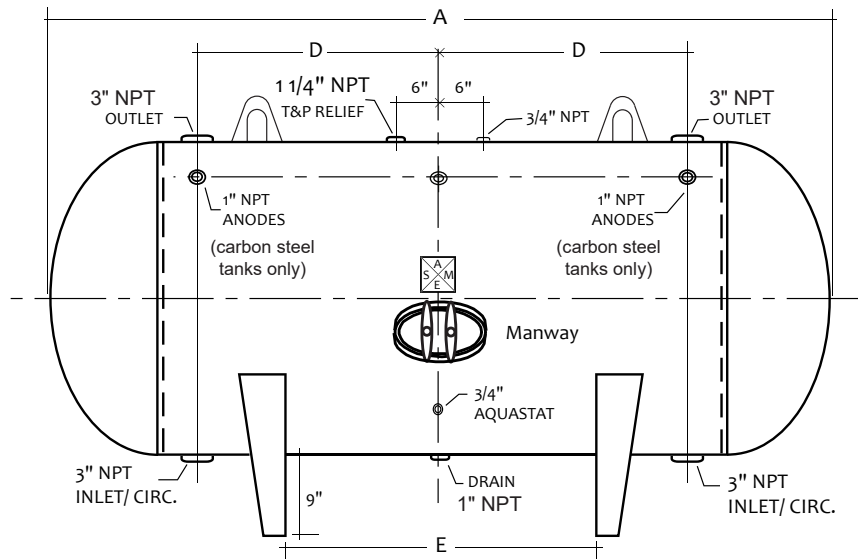 A
D
D
6"
6"
1 1/4" NPT
T&P RELIEF
3/4" NPT
3" NPT
OUTLET
3" NPT
OUTLET
1" NPT
ANODES
(carbon steel
tanks only)
1" NPT
ANODES
(carbon steel
tanks only)
A
S M
E
Manway
3/4"
AQUASTAT
3" NPT
INLET/ CIRC.
9"
DRAIN
1" NPT
3" NPT
INLET/ CIRC.
E